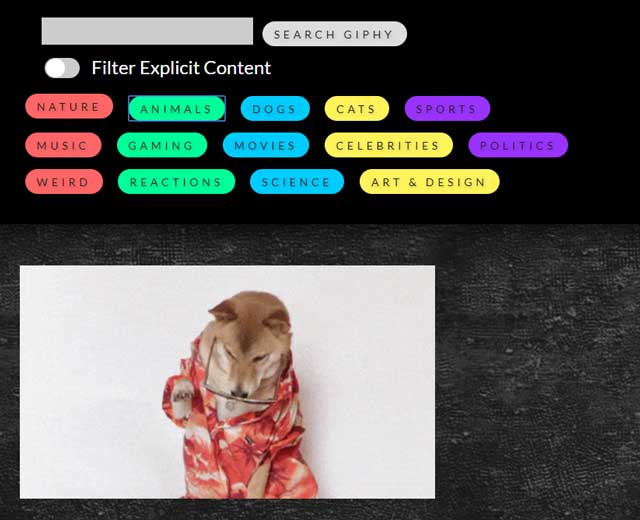 SEARCH GIPHY
Filter Explicit Content
NATURE ANIMALS DOGS CATS SPORTS
MUSIC GAMING MOVIES CELEBRITIES POLITICS
WEIRD REACTIONS SCIENCE ART & DESIGN